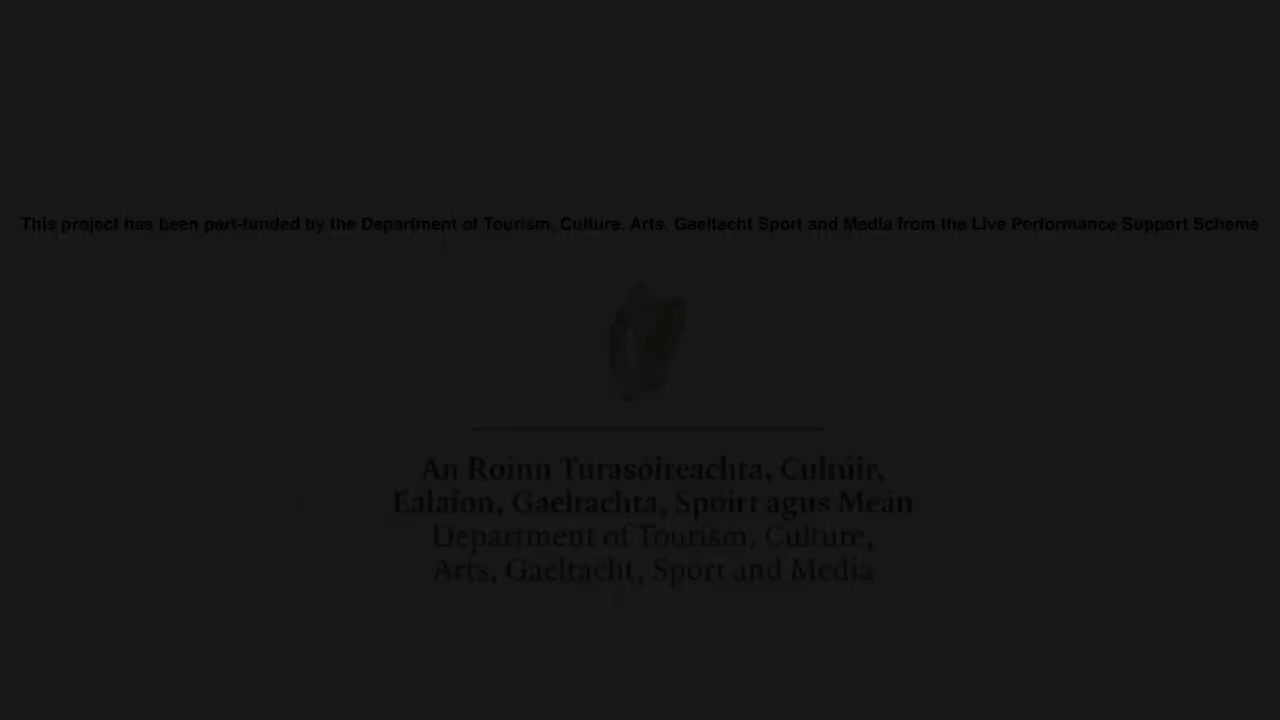 This project has been part-funded by the Department of Tourism, Culture, Arts, Gaeltacht Sport and Media from the Live Performance Support Scheme
An Roinn Turasóireachta, Cultúir,
Ealaíon, Gaeltachta, Spóirt agus Meán
Department of Tourism, Culture,
Arts, Gaeltacht, Sport and Media